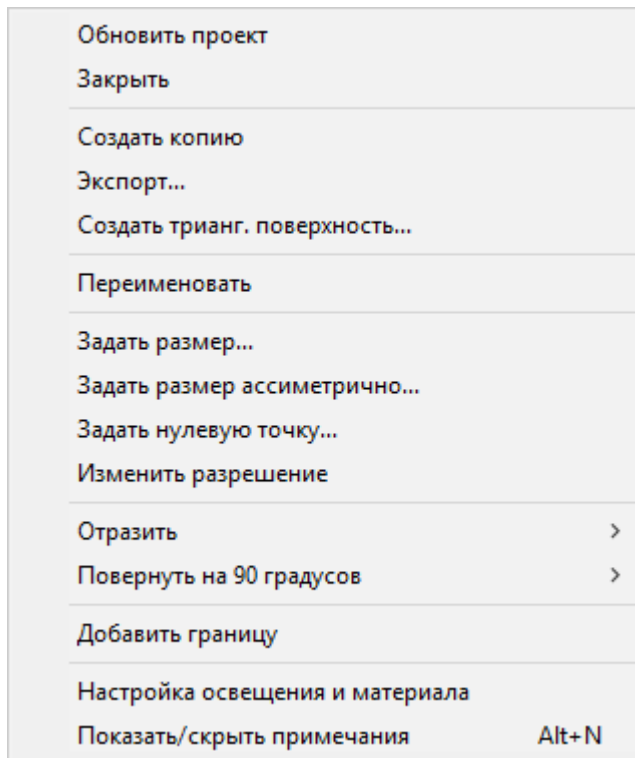 Обновить проект
Закрыть
Создать копию
Экспорт...
Создать трианг. поверхность...
Переименовать
Задать размер...
Задать размер ассиметрично...
Задать нулевую точку...
Изменить разрешение
Отразить
Повернуть на 90 градусов
Добавить границу
Настройка освещения и материала
Показать/скрыть примечания Alt+N